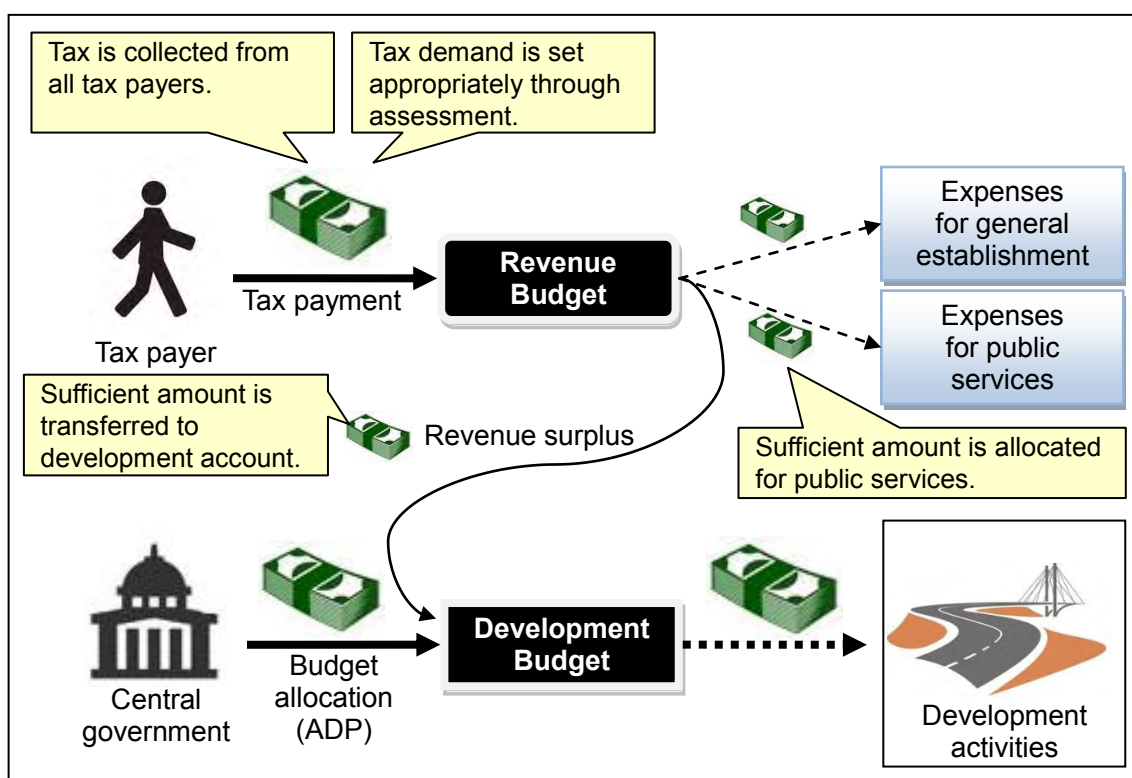 Tax is collected from
all tax payers.
Tax demand is set
appropriately through
assessment.
Expenses
for general
establishment
Revenue
Budget
Tax payment
Tax payer
Expenses
for public
services
Sufficient amount is
transferred to
development account.
Revenue surplus
Sufficient amount is allocated
for public services.
Central
government
Budget
allocation
(ADP)
Development
Budget
Development
activities